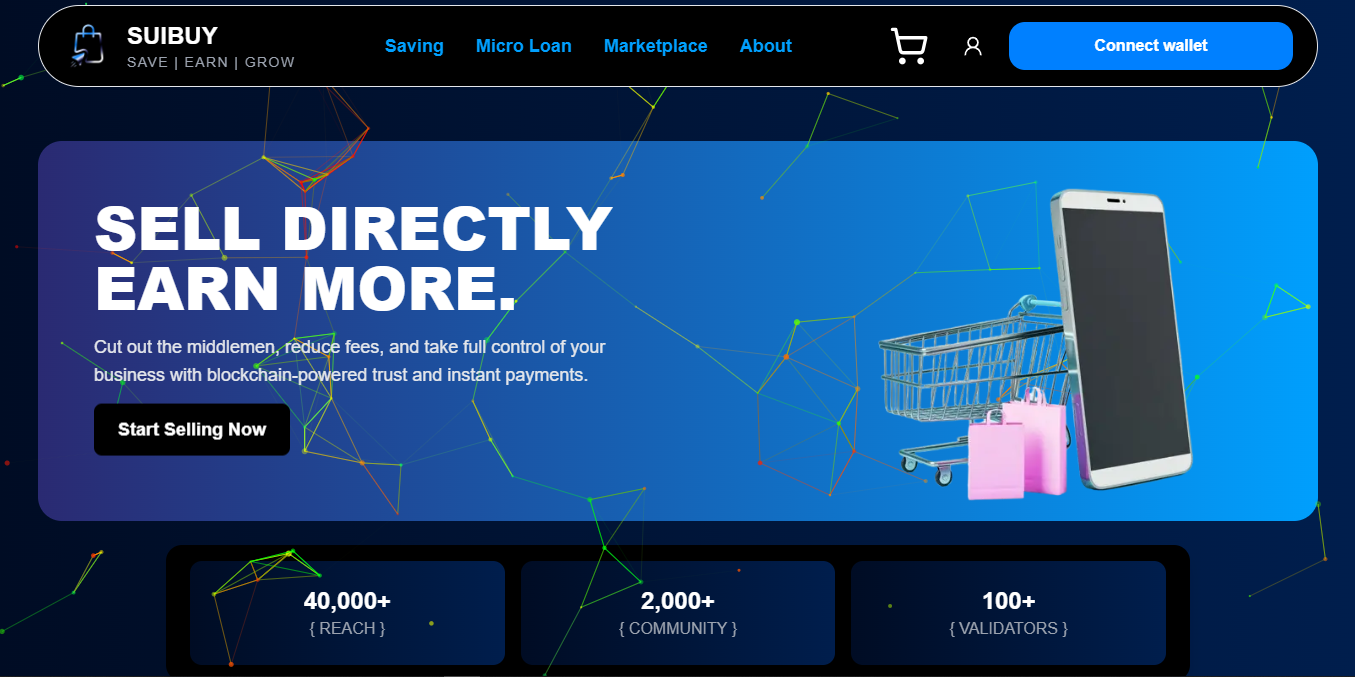 SUIBUY
SAVE | EARN | GROW
Saving
Micro Loan
Marketplace
About
Connect wallet
SELL DIRECTLY
EARN MORE.
Cut out the middlemen, reduce fees, and take full control of your
business with blockchain-powered trust and instant payments.
Start Selling Now
40,000+
{ REACH }
2,000+
{ COMMUNITY }
100+
{ VALIDATORS }